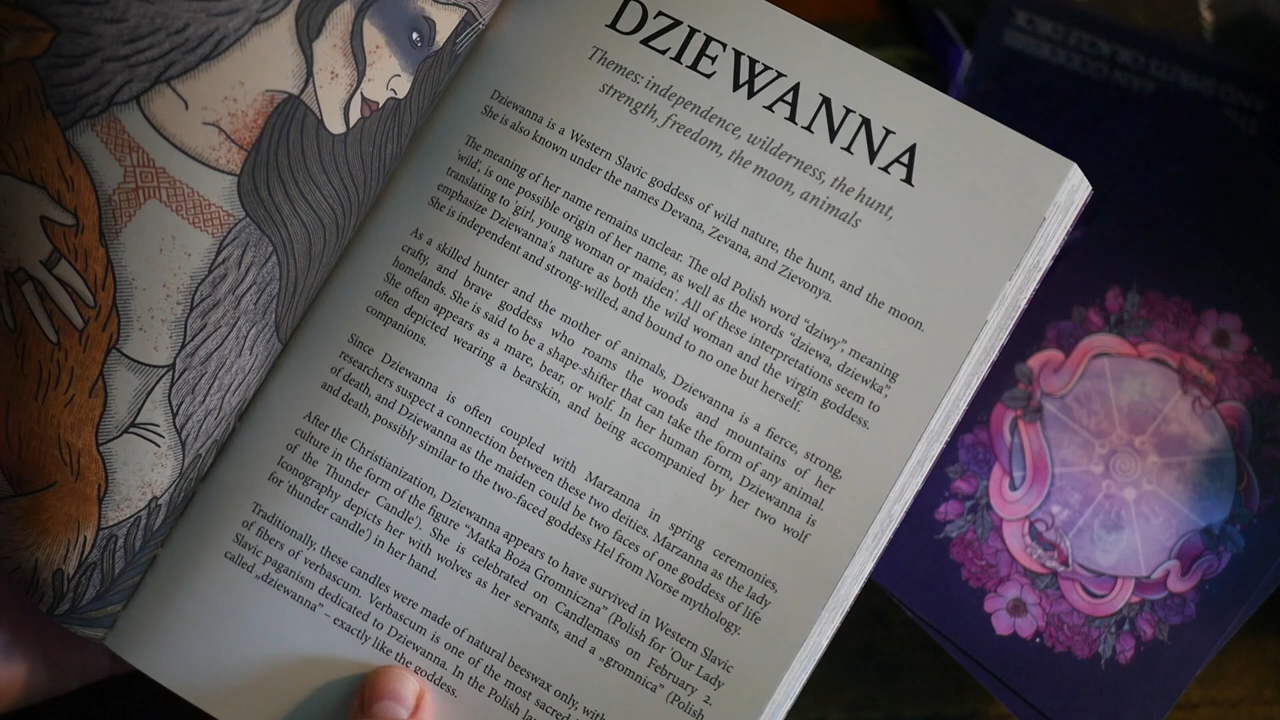 DZIEWANNA
Themes: independence, wilderness, the hunt,
strength, freedom, the moon, animals
Dziewanna is a Western Slavic goddess of wild nature, the hunt, and the moon.
She is also known under the names Devana, Zevana, and Zievonya.
The meaning of her name remains unclear. The old Polish word “dziwy”, meaning
'wild', is one possible origin of her name, as well as the words “dziewa, dziewka”,
translating to 'girl, young woman or maiden'. All of these interpretations seem to
emphasize Dziewanna's nature as both the wild woman and the virgin goddess.
She is independent and strong-willed, and bound to no one but herself.
As a skilled hunter and the mother of animals, Dziewanna is a fierce, strong,
crafty, and brave goddess who roams the woods and mountains of her
homelands. She is said to be a shape-shifter that can take the form of any animal.
She often appears as a mare, bear, or wolf. In her human form, Dziewanna is
often depicted wearing a bearskin, and being accompanied by her two wolf
companions.
Since Dziewanna is often coupled with Marzanna in spring ceremonies,
researchers suspect a connection between these two deities. Marzanna as the lady
of death, and Dziewanna as the maiden could be two faces of one goddess of life
and death, possibly similar to the two-faced goddess Hel from Norse mythology.
After the Christianization, Dziewanna appears to have survived in Western Slavic
culture in the form of the figure “Matka Boża Gromniczna” (Polish for 'Our Lady
of the Thunder Candle'). She is celebrated on Candlemass on February 2.
Iconography depicts her with wolves as her servants, and a „gromnica” (Polish
for 'thunder candle') in her hand.
Traditionally, these candles were made of natural beeswax only, with
of fibers of verbascum. Verbascum is one of the most sacred
Slavic paganism and dedicated to Dziewanna. In the Polish
called „dziewanna” – exactly like the goddess.